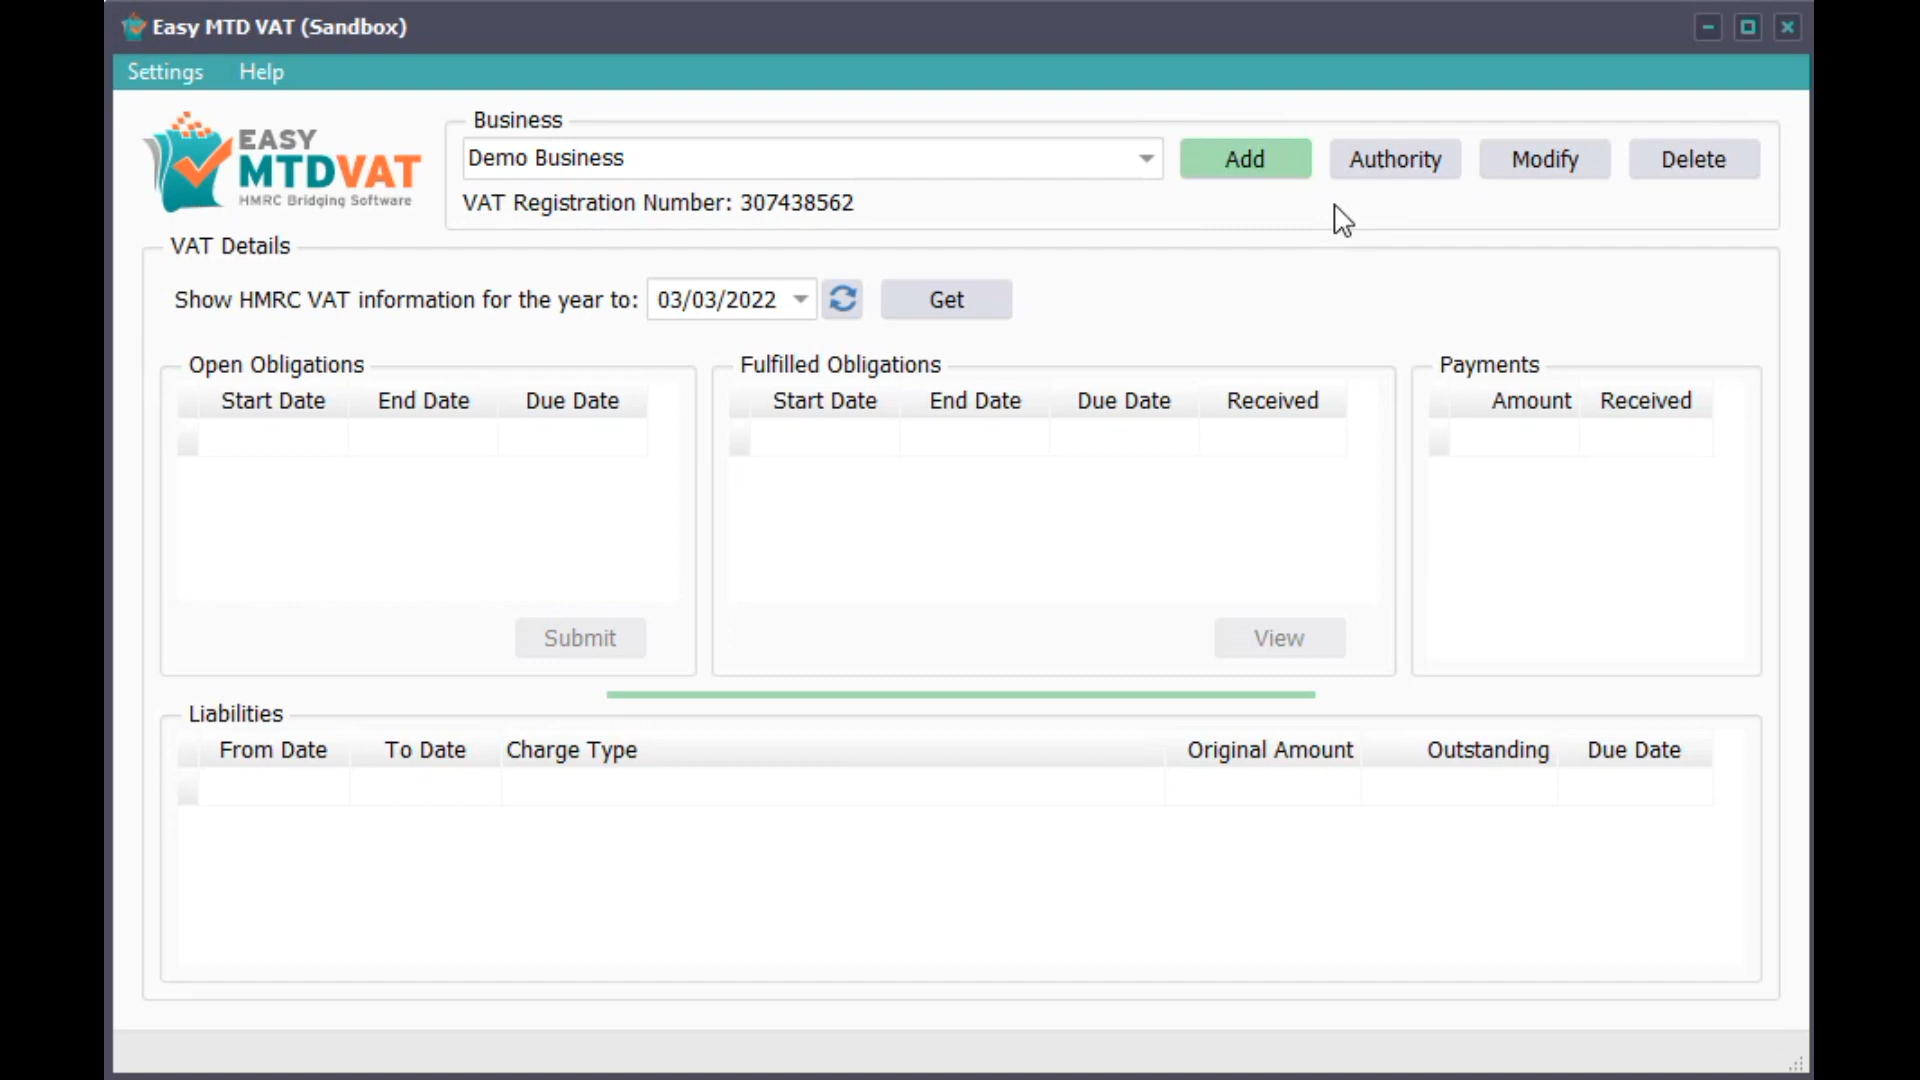 Easy MTD VAT (Sandbox)
Settings Help
EASY
MTDVAT
HMRC Bridging Software
Business
Demo Business
Add Authority Modify Delete
VAT Registration Number: 307438562
VAT Details
Show HMRC VAT information for the year to: 03/03/2022 Get
Open Obligations
Start Date End Date Due Date
Submit
Fulfilled Obligations
Start Date End Date Due Date Received
View
Payments
Amount Received
Liabilities
From Date To Date Charge Type Original Amount Outstanding Due Date